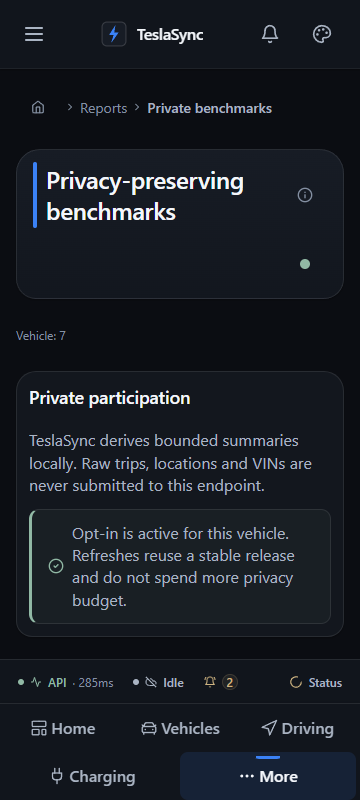 TeslaSync
Reports
Private benchmarks
Privacy-preserving
benchmarks
Vehicle: 7
Private participation
TeslaSync derives bounded summaries
locally. Raw trips, locations and VINs are
never submitted to this endpoint.
Opt-in is active for this vehicle.
Refreshes reuse a stable release
and do not spend more privacy
budget.
API · 285ms Idle 2 Status
Home Vehicles Driving
Charging More